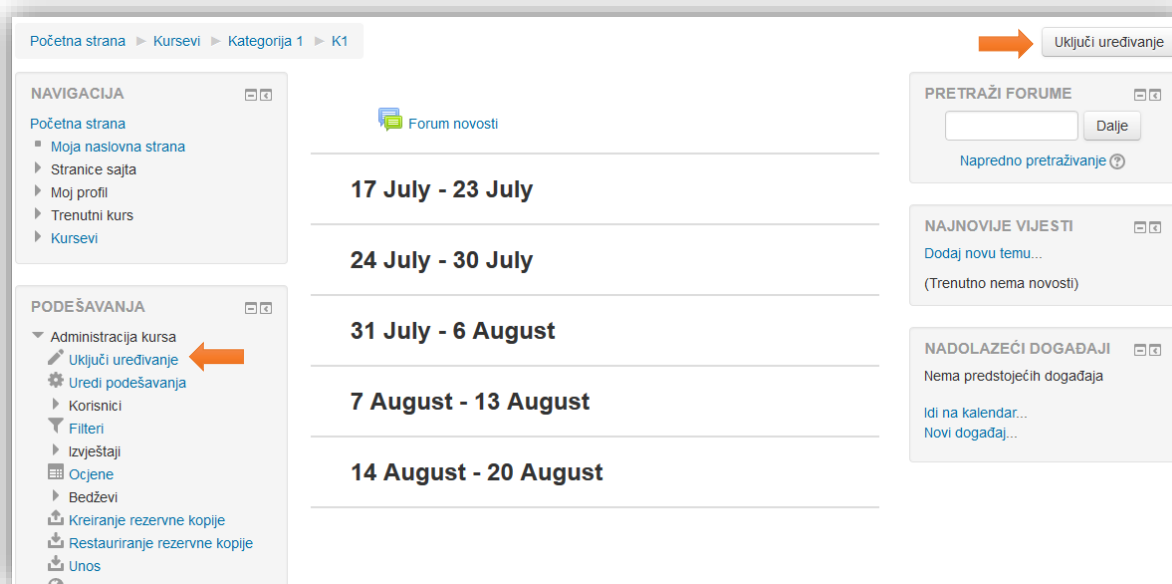 Početna strana ► Kursevi ► Kategorija 1 ► K1
Uključi uređivanje
NAVIGACIJA
Početna strana
Moja naslovna strana
Stranice sajta
Moj profil
Trenutni kurs
Kursevi
PODEŠAVANJA
Administracija kursa
Uključi uređivanje
Uredi podešavanja
Korisnici
Filteri
Izvještaji
Ocjene
Bedževi
Kreiranje rezervne kopije
Restauriranje rezervne kopije
Unos
Forum novosti
17 July - 23 July
24 July - 30 July
31 July - 6 August
7 August - 13 August
14 August - 20 August
PRETRAŽI FORUME
Dalje
Napredno pretraživanje
NAJNOVIJE VIJESTI
Dodaj novu temu...
(Trenutno nema novosti)
NADOLAZEĆI DOGAĐAJI
Nema predstojećih događaja
Idi na kalendar...
Novi događaj...